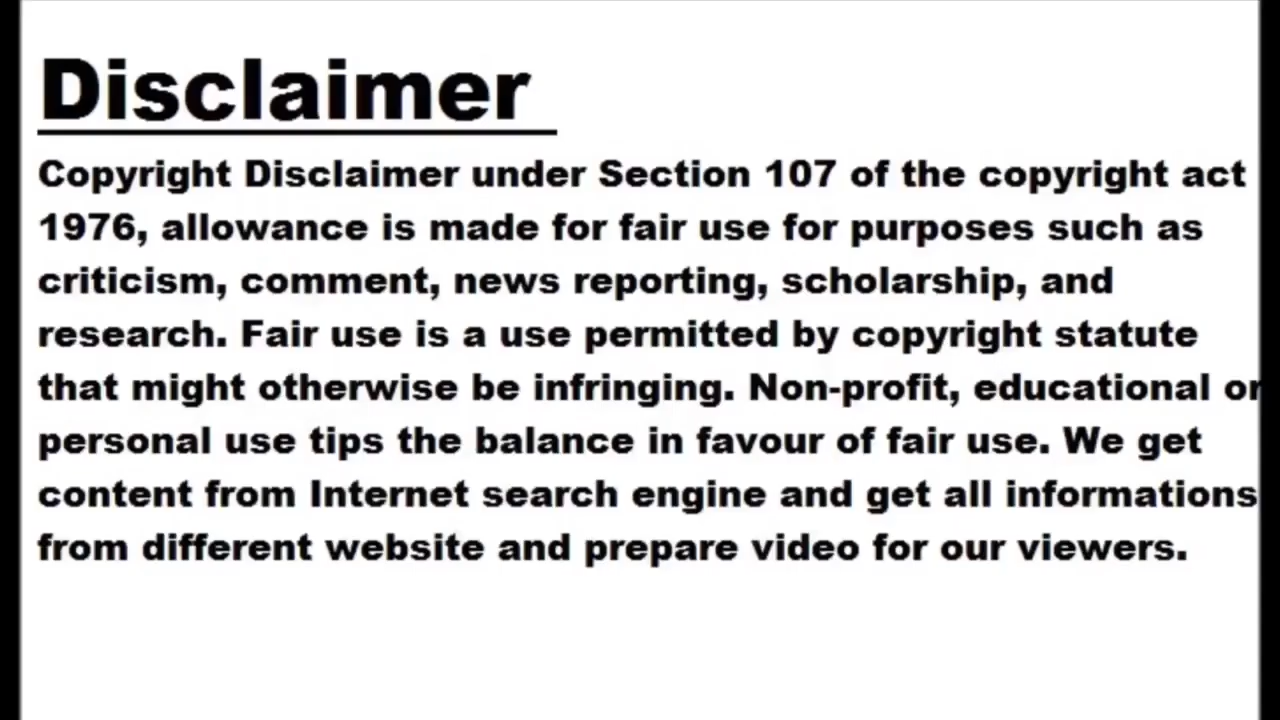 Disclaimer
Copyright Disclaimer under Section 107 of the copyright act
1976, allowance is made for fair use for purposes such as
criticism, comment, news reporting, scholarship, and
research. Fair use is a use permitted by copyright statute
that might otherwise be infringing. Non-profit, educational or
personal use tips the balance in favour of fair use. We get
content from Internet search engine and get all informations
from different website and prepare video for our viewers.